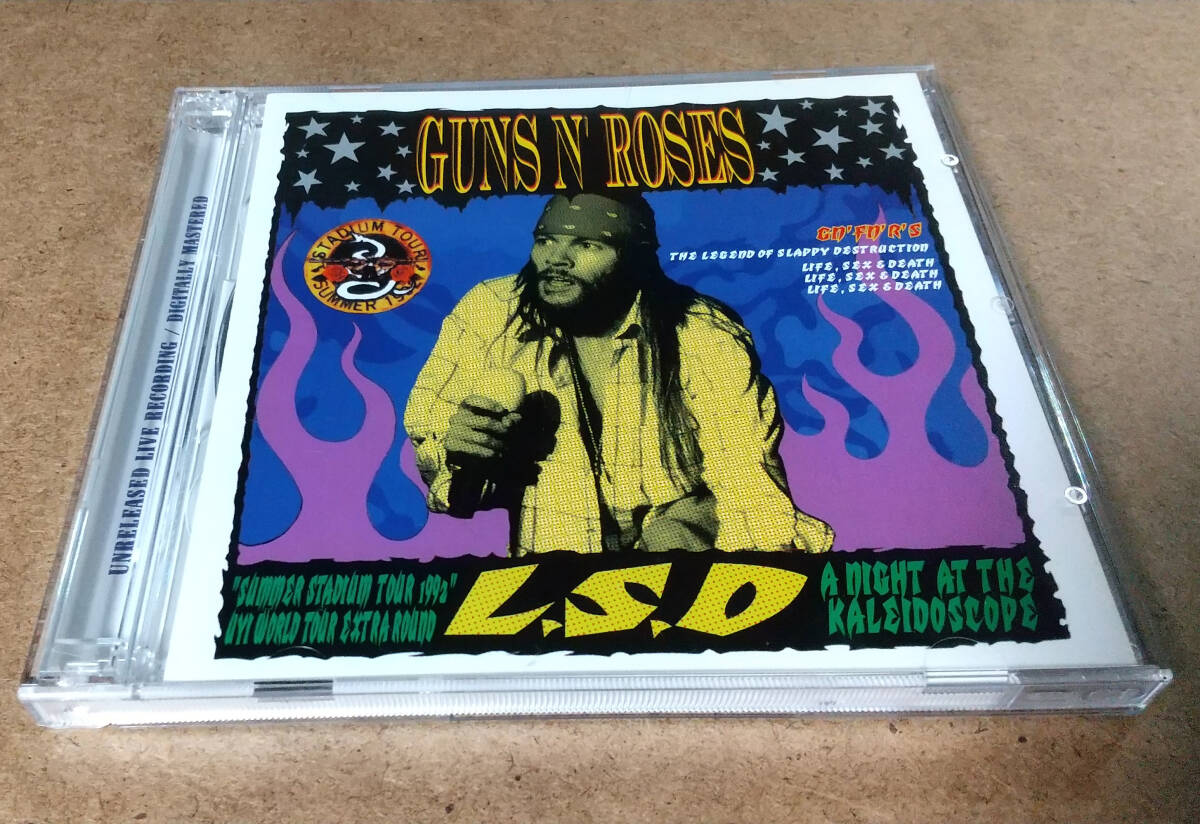 UNRELEASED LIVE RECORDING / DIGITALLY MASTERED
GUNS N' ROSES
STADIUM TOUR
SUMMER 1992
GN'FN'R'S
THE LEGEND OF SLAPPY DESTRUCTION
LIFE, SEX & DEATH
LIFE, SEX & DEATH
LIFE, SEX & DEATH
"SUMMER STADIUM TOUR 1992"
UYI WORLD TOUR EXTRA ROUND
L.S.D
A NIGHT AT THE
KALEIDOSCOPE